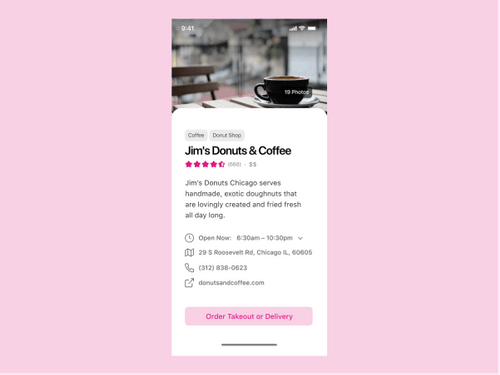 9:41
19 Photos
Coffee Donut Shop
Jim's Donuts & Coffee
(666) · $$
Jim's Donuts Chicago serves
handmade, exotic doughnuts that
are lovingly created and fried fresh
all day long.
Open Now: 6:30am – 10:30pm
29 S Roosevelt Rd, Chicago IL, 60605
(312) 838-0623
donutsandcoffee.com
Order Takeout or Delivery